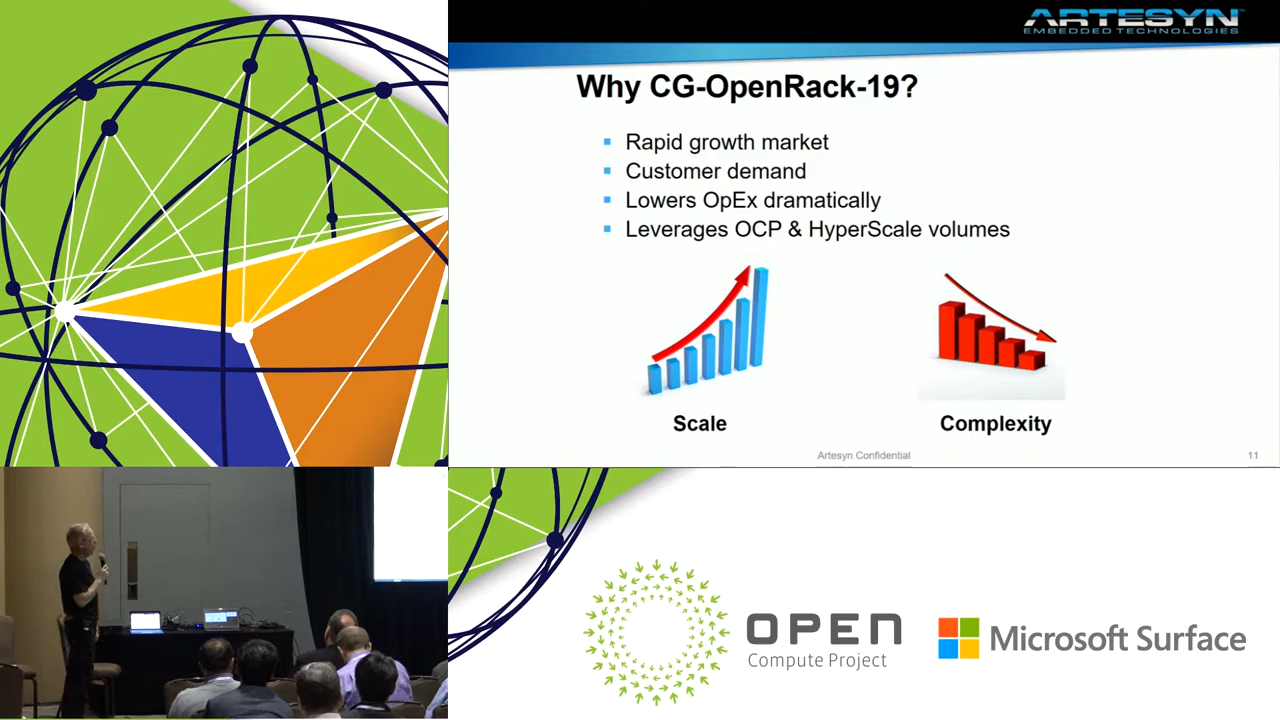 ARTESYN™
EMBEDDED TECHNOLOGIES
Why CG-OpenRack-19?
Rapid growth market
Customer demand
Lowers OpEx dramatically
Leverages OCP & HyperScale volumes
Scale
Complexity
Artesyn Confidential
11
OPEN
Compute Project
Microsoft Surface